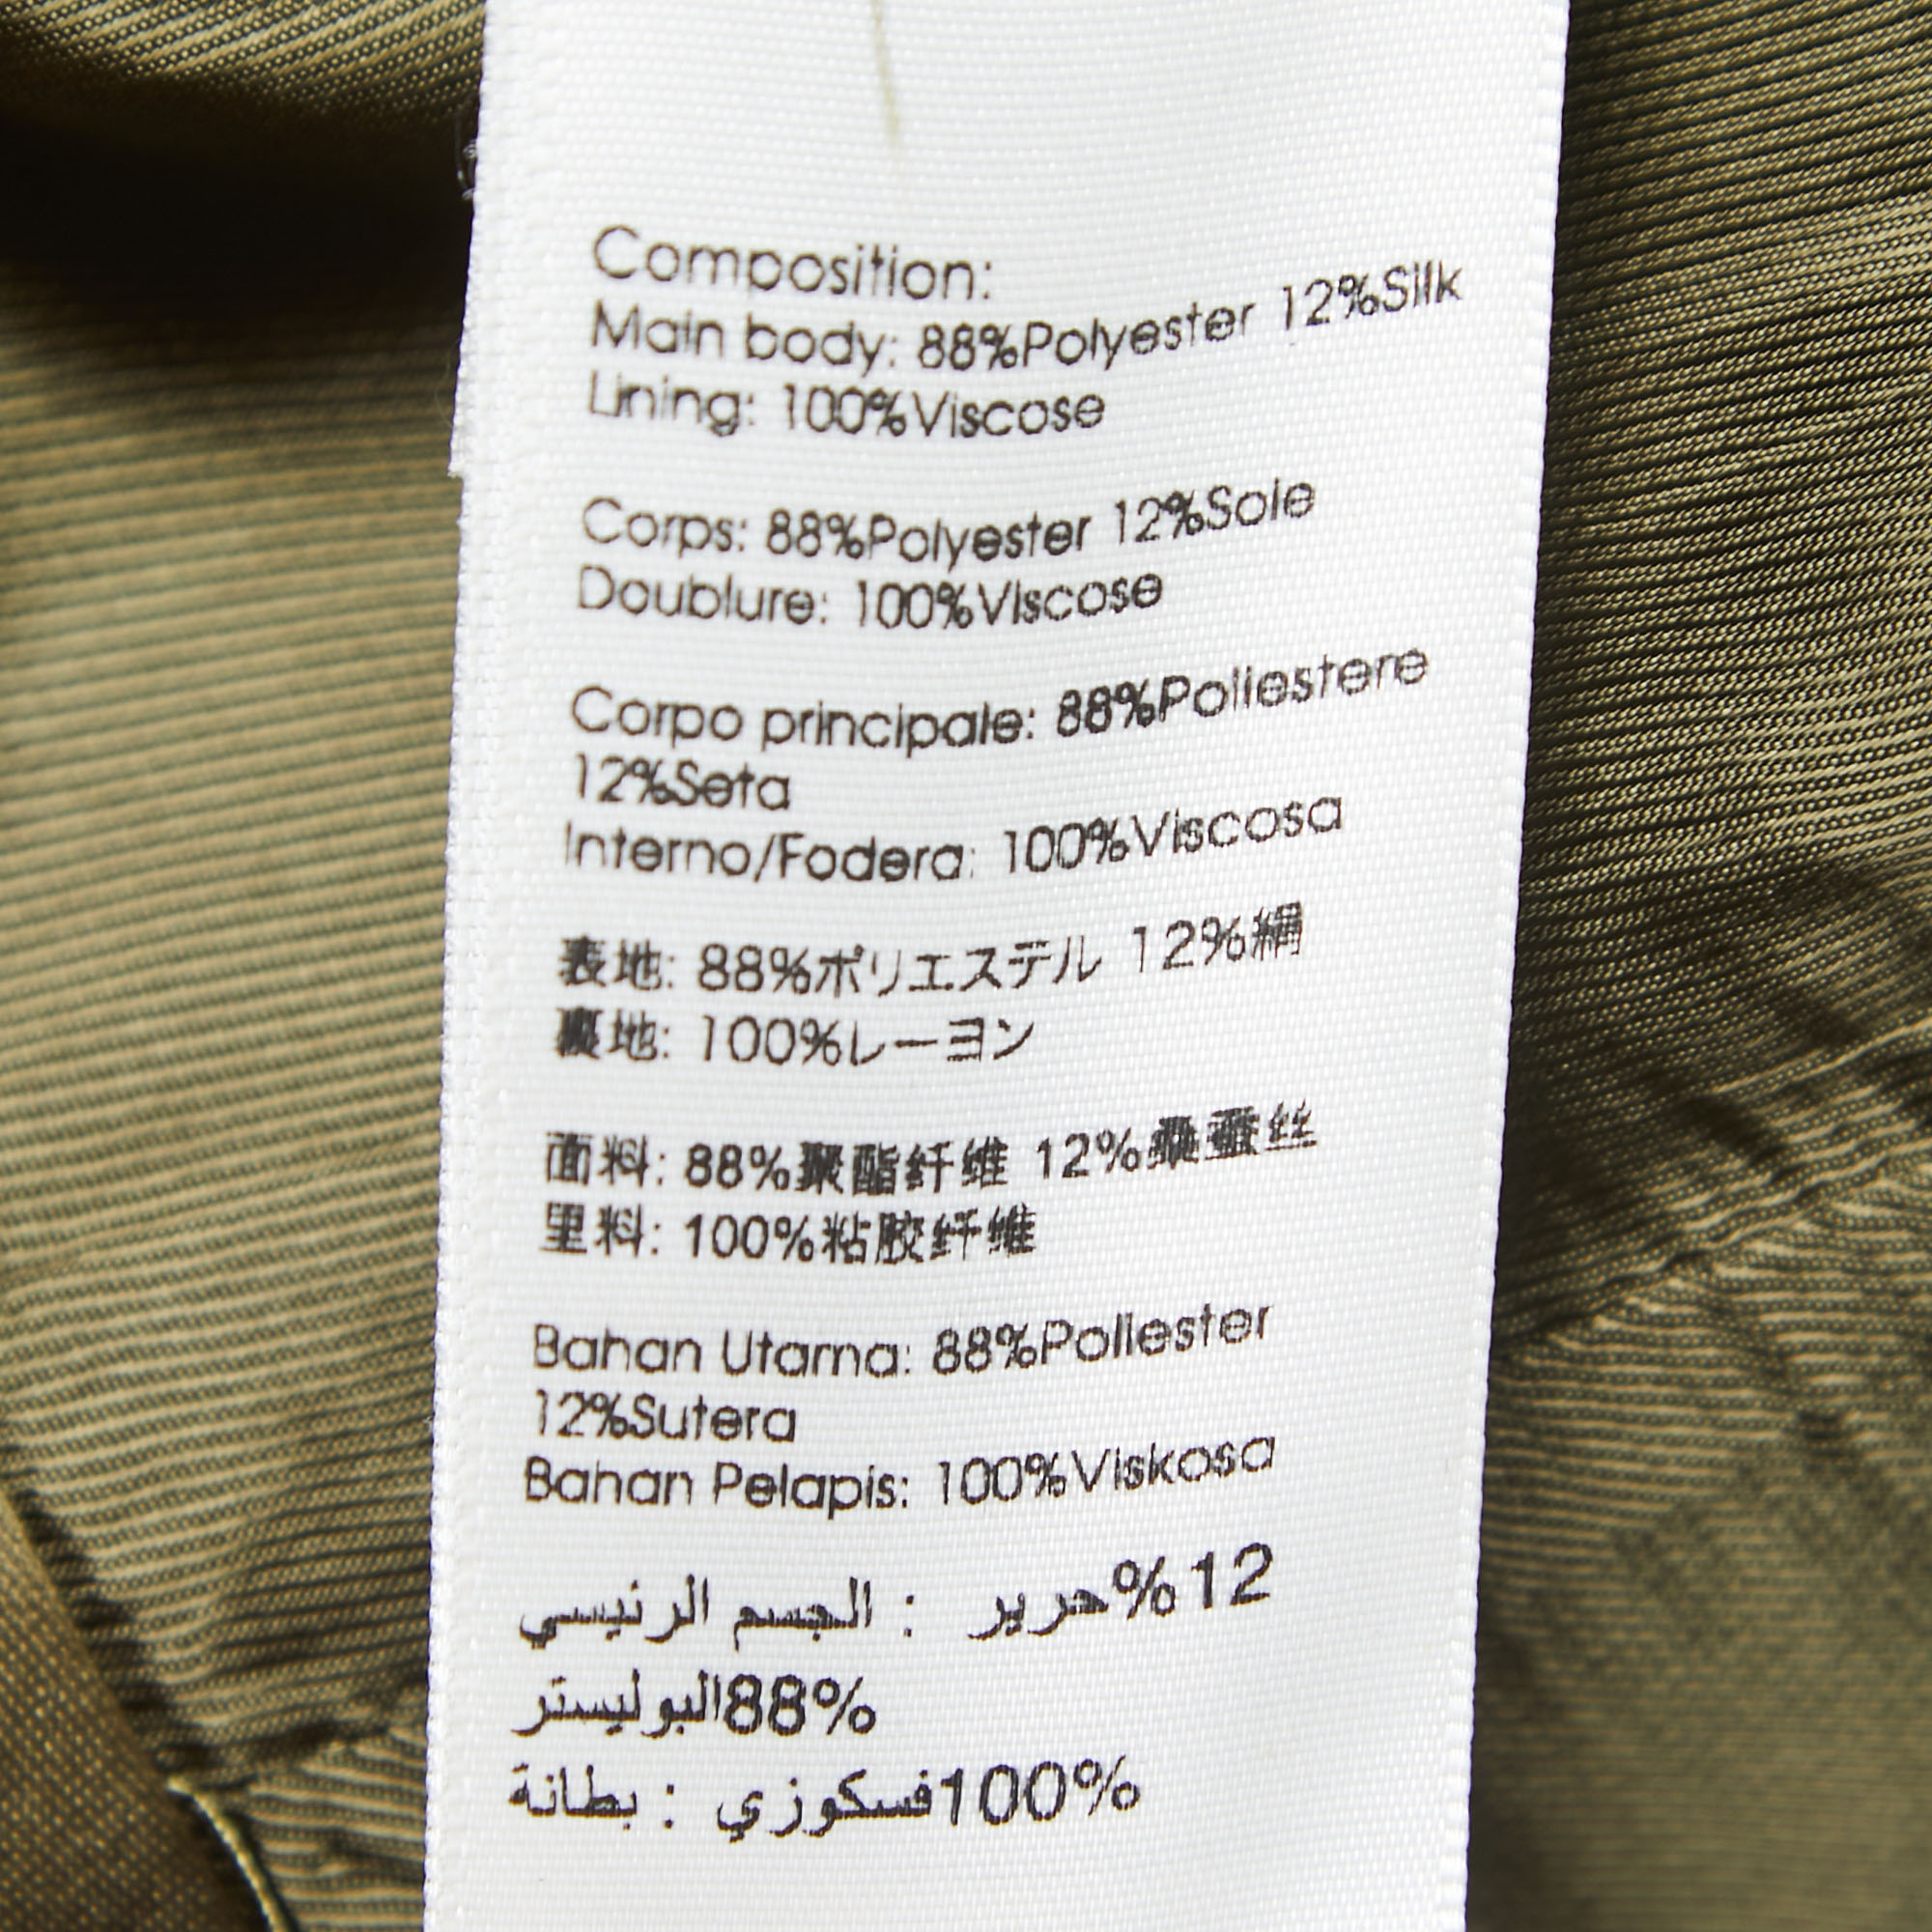 Composition:
Main body: 88%Polyester 12%Silk
Lining: 100%Viscose
Corps: 88%Polyester 12%Soie
Doublure: 100%Viscose
Corpo principale: 88%Poliestere
12%Seta
Interno/Fodera: 100%Viscosa
表地: 88%ポリエステル 12%絹
裏地: 100%レーヨン
面料: 88%聚酯纤维 12%桑蚕丝
里料: 100%粘胶纤维
Bahan Utama: 88%Poliester
12%Sutera
Bahan Pelapis: 100%Viskosa
الجسم الرئيسي : حرير%12
البوليستر88%
بطانة : فسكوزي100%